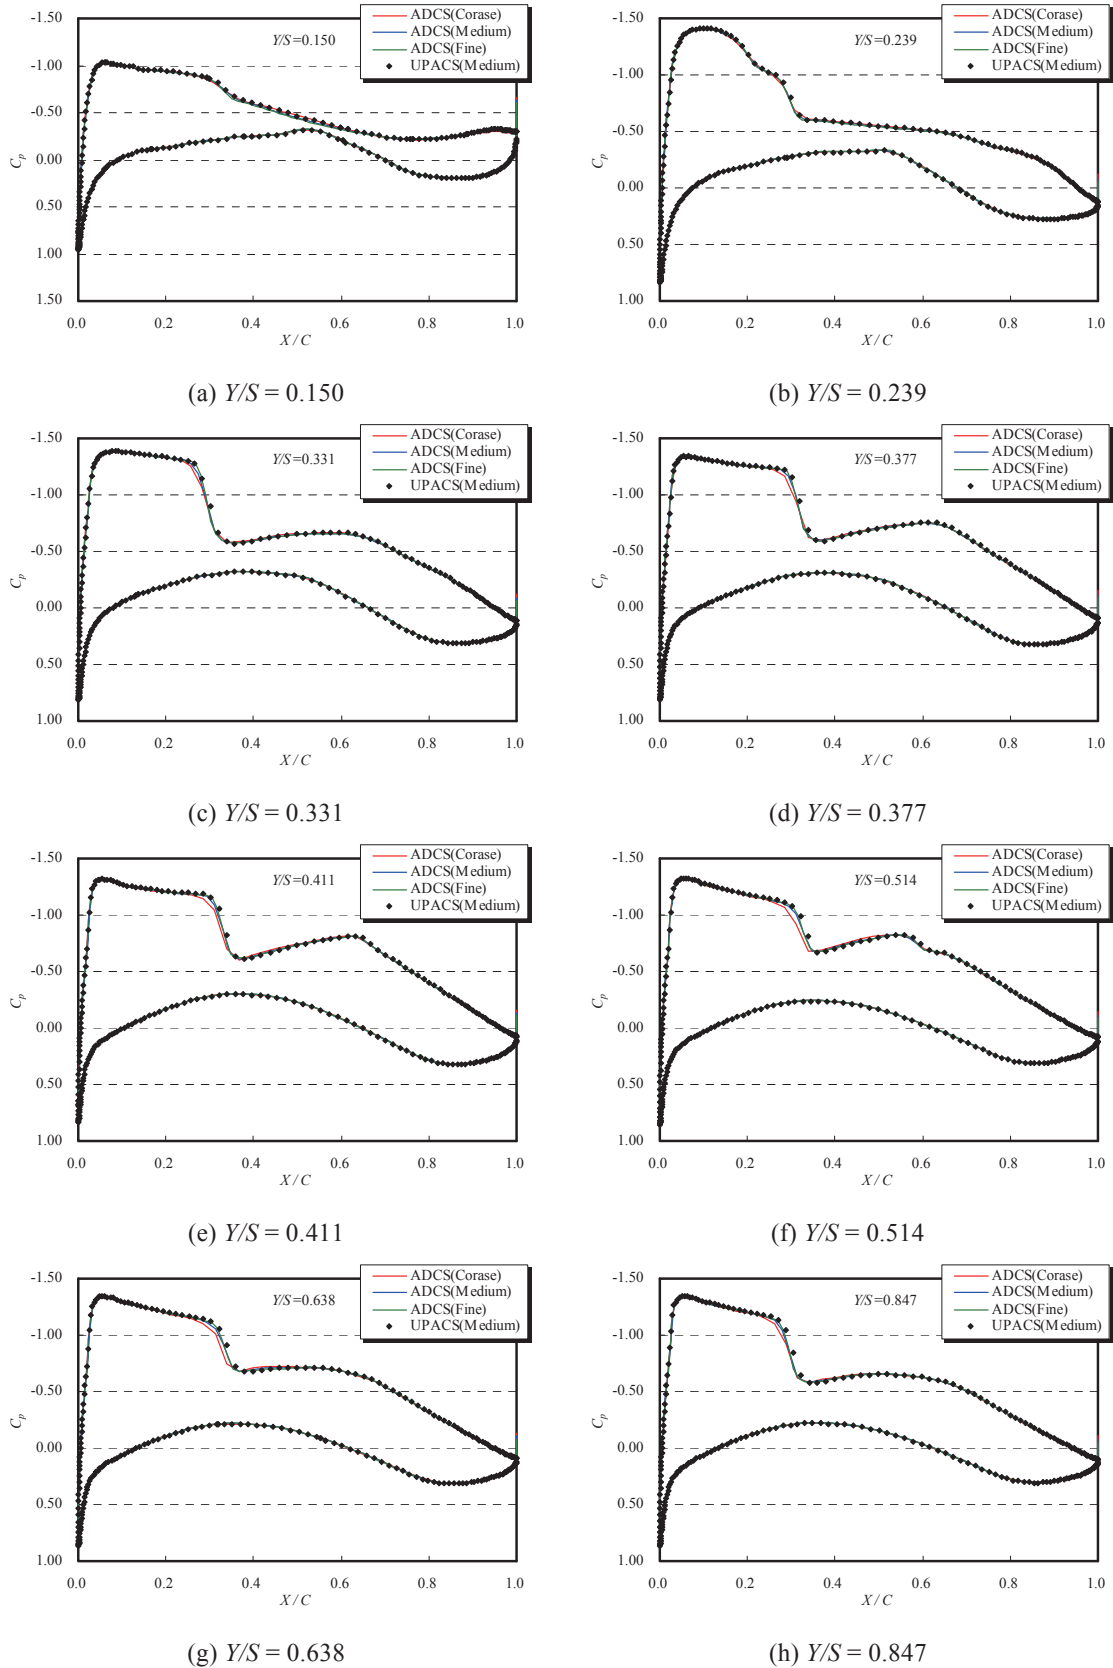 -1.50
-1.00
-0.50
0.00
0.50
1.00
1.50
Cp
Y/S=0.150
ADCS(Corase)
ADCS(Medium)
ADCS(Fine)
UPACS(Medium)
0.0 0.2 0.4 0.6 0.8 1.0
X / C
(a) Y/S = 0.150
-1.50
-1.00
-0.50
0.00
0.50
1.00
Cp
Y/S=0.239
ADCS(Corase)
ADCS(Medium)
ADCS(Fine)
UPACS(Medium)
0.0 0.2 0.4 0.6 0.8 1.0
X / C
(b) Y/S = 0.239
-1.50
-1.00
-0.50
0.00
0.50
1.00
Cp
Y/S=0.331
ADCS(Corase)
ADCS(Medium)
ADCS(Fine)
UPACS(Medium)
0.0 0.2 0.4 0.6 0.8 1.0
X / C
(c) Y/S = 0.331
-1.50
-1.00
-0.50
0.00
0.50
1.00
Cp
Y/S=0.377
ADCS(Corase)
ADCS(Medium)
ADCS(Fine)
UPACS(Medium)
0.0 0.2 0.4 0.6 0.8 1.0
X / C
(d) Y/S = 0.377
-1.50
-1.00
-0.50
0.00
0.50
1.00
Cp
Y/S=0.411
ADCS(Corase)
ADCS(Medium)
ADCS(Fine)
UPACS(Medium)
0.0 0.2 0.4 0.6 0.8 1.0
X / C
(e) Y/S = 0.411
-1.50
-1.00
-0.50
0.00
0.50
1.00
Cp
Y/S=0.514
ADCS(Corase)
ADCS(Medium)
ADCS(Fine)
UPACS(Medium)
0.0 0.2 0.4 0.6 0.8 1.0
X / C
(f) Y/S = 0.514
-1.50
-1.00
-0.50
0.00
0.50
1.00
Cp
Y/S=0.638
ADCS(Corase)
ADCS(Medium)
ADCS(Fine)
UPACS(Medium)
0.0 0.2 0.4 0.6 0.8 1.0
X / C
(g) Y/S = 0.638
-1.50
-1.00
-0.50
0.00
0.50
1.00
Cp
Y/S=0.847
ADCS(Corase)
ADCS(Medium)
ADCS(Fine)
UPACS(Medium)
0.0 0.2 0.4 0.6 0.8 1.0
X / C
(h) Y/S = 0.847